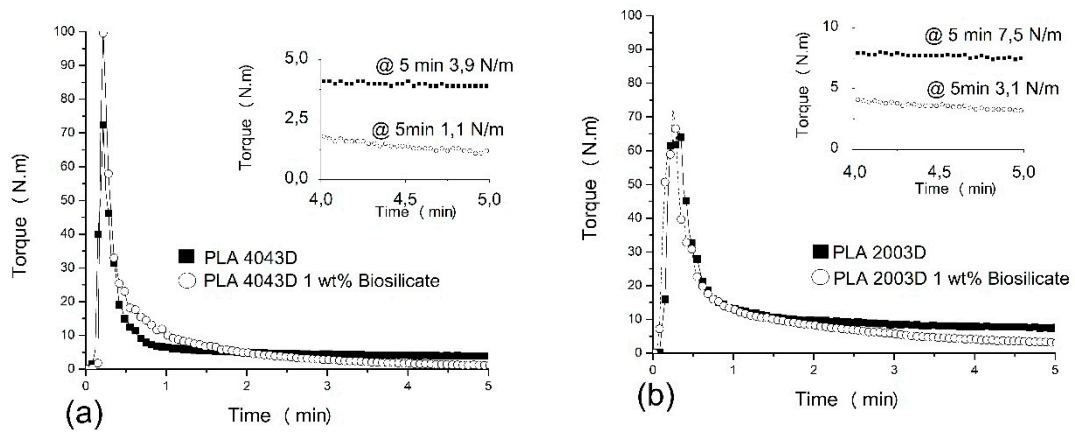 Torque ( N.m)
100
90
80
70
60
50
40
30
20
10
0
0
1
2
3
4
5
Time ( min)
(a)
Torque ( N.m)
5,0
2,5
0,0
4,0
4,5
5,0
Time ( min)
@ 5 min 3,9 N/m
@ 5min 1,1 N/m
PLA 4043D
PLA 4043D 1 wt% Biosilicate
Torque ( N.m)
100
90
80
70
60
50
40
30
20
10
0
0
1
2
3
4
5
Time ( min)
(b)
Torque ( N.m)
10
5
0
4,0
4,5
5,0
Time ( min)
@ 5 min 7,5 N/m
@ 5min 3,1 N/m
PLA 2003D
PLA 2003D 1 wt% Biosilicate